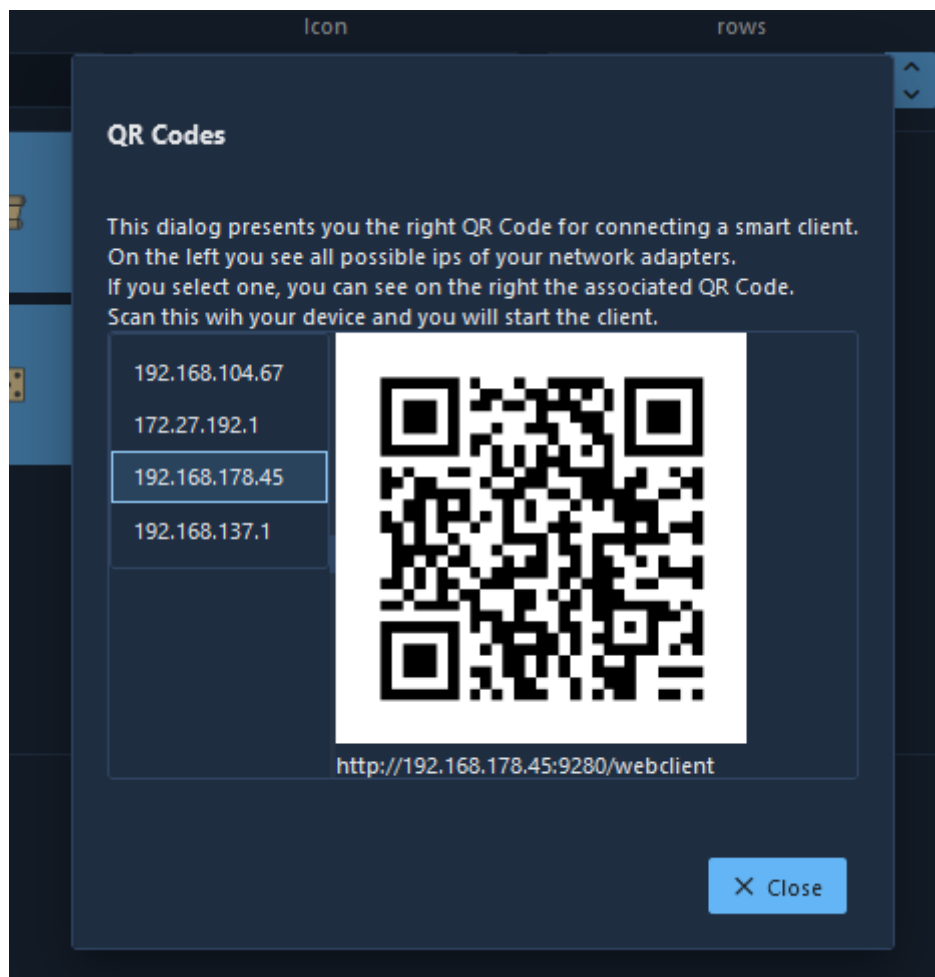 Icon
rows
QR Codes
This dialog presents you the right QR Code for connecting a smart client.
On the left you see all possible ips of your network adapters.
If you select one, you can see on the right the associated QR Code.
Scan this wih your device and you will start the client.
192.168.104.67
172.27.192.1
192.168.178.45
192.168.137.1
http://192.168.178.45:9280/webclient
Close